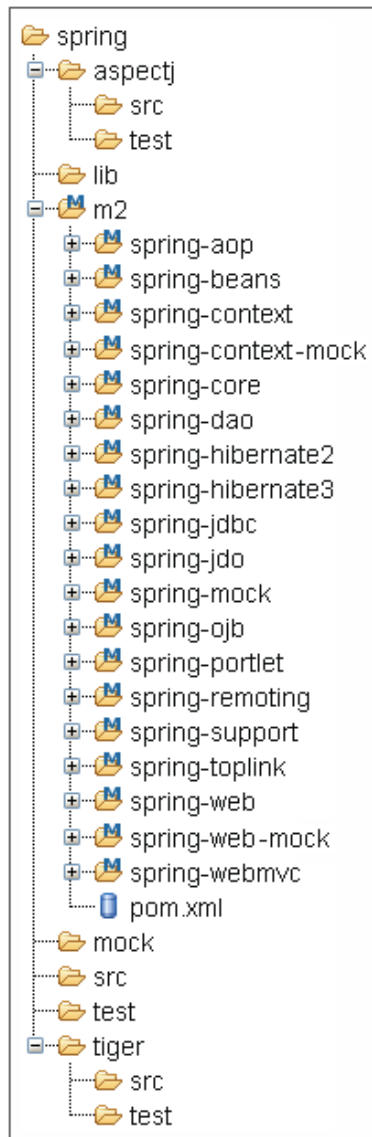 spring
aspectj
src
test
lib
m2
spring-aop
spring-beans
spring-context
spring-context-mock
spring-core
spring-dao
spring-hibernate2
spring-hibernate3
spring-jdbc
spring-jdo
spring-mock
spring-ojb
spring-portlet
spring-remoting
spring-support
spring-toplink
spring-web
spring-web-mock
spring-webmvc
pom.xml
mock
src
test
tiger
src
test